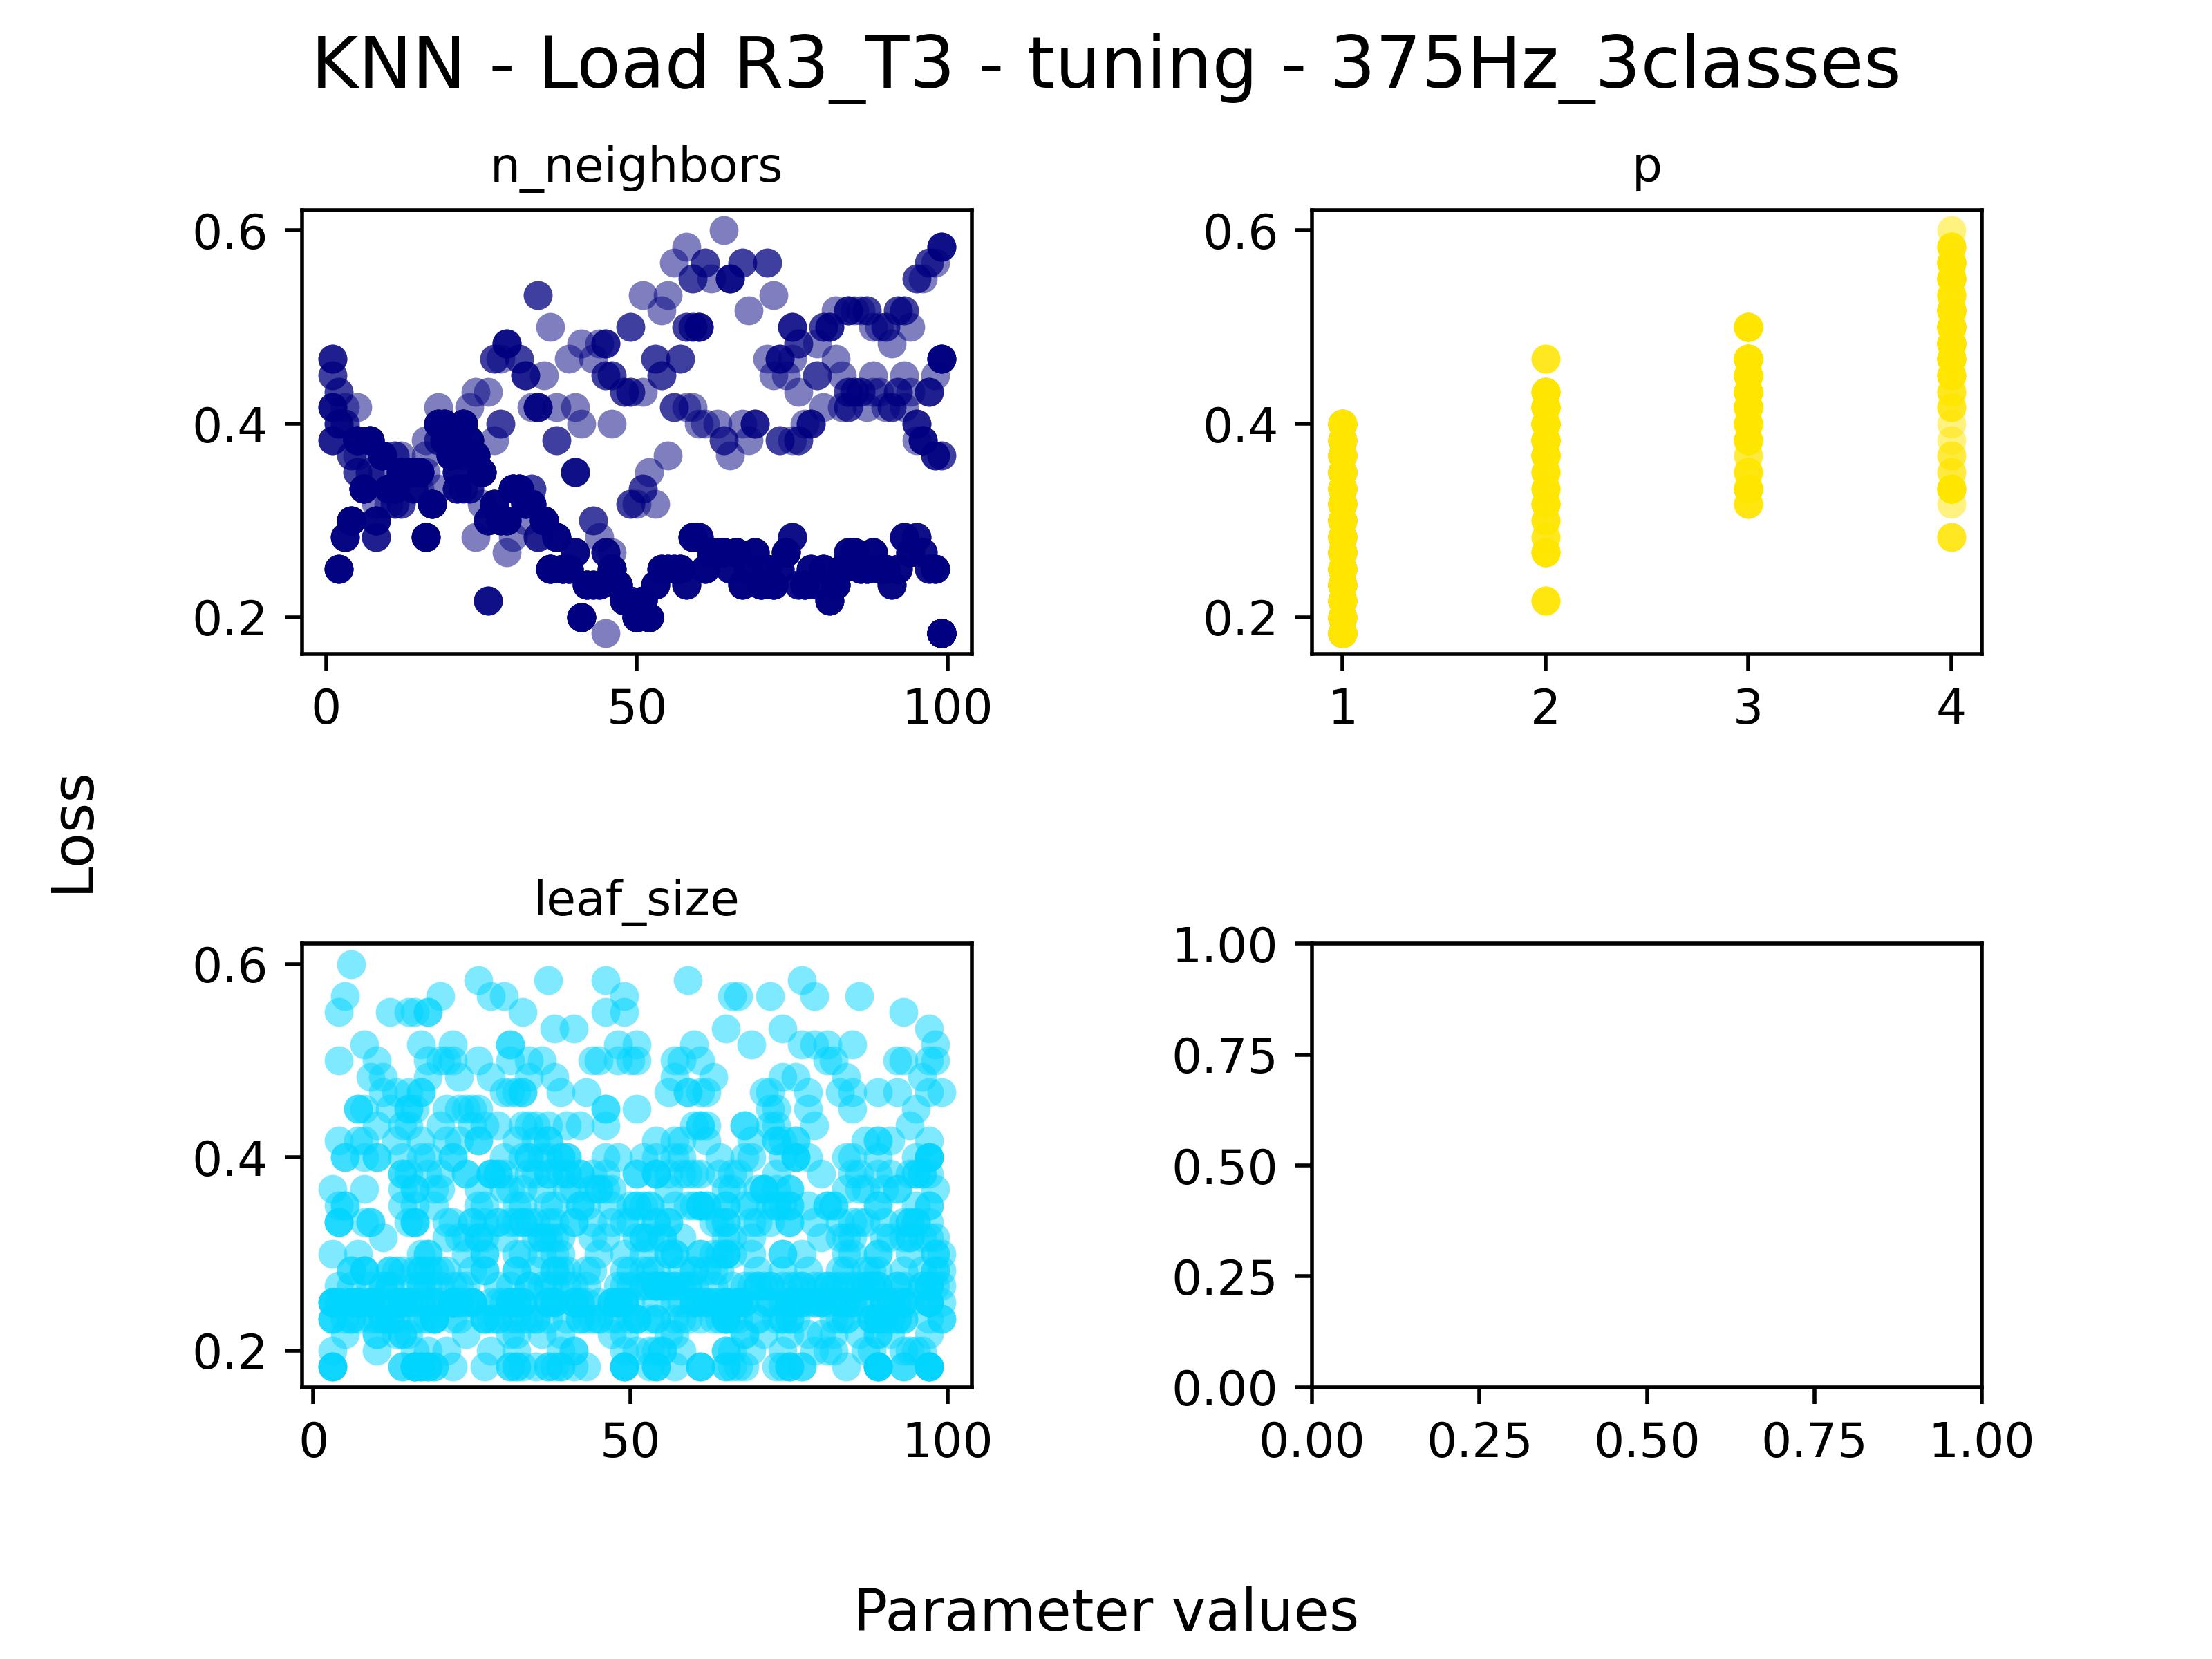 KNN - Load R3_T3 - tuning - 375Hz_3classes
n_neighbors
0.6
0.4
0.2
0 50 100
p
0.6
0.4
0.2
1 2 3 4
Loss
leaf_size
0.6
0.4
0.2
0 50 100
1.00
0.75
0.50
0.25
0.00
0.00 0.25 0.50 0.75 1.00
Parameter values